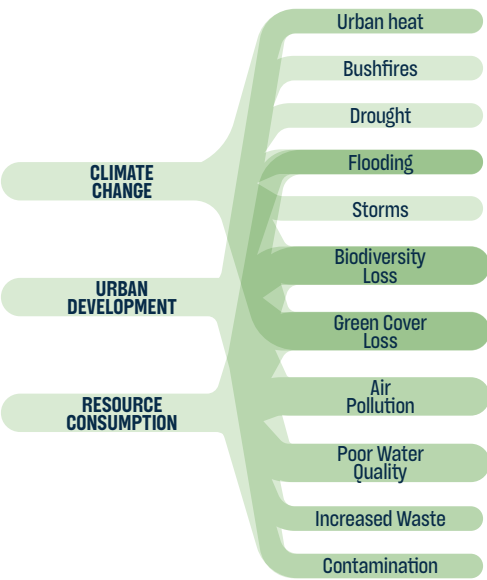 CLIMATE
CHANGE
URBAN
DEVELOPMENT
RESOURCE
CONSUMPTION
Urban heat
Bushfires
Drought
Flooding
Storms
Biodiversity
Loss
Green Cover
Loss
Air
Pollution
Poor Water
Quality
Increased Waste
Contamination